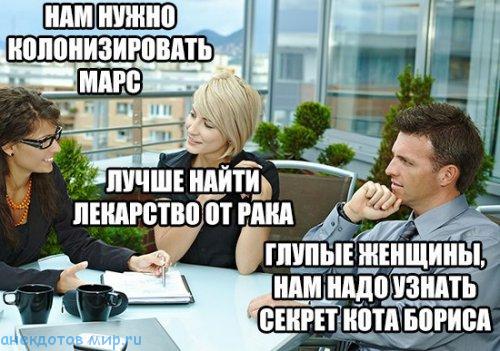 НАМ НУЖНО
КОЛОНИЗИРОВАТЬ
МАРС
ЛУЧШЕ НАЙТИ
ЛЕКАРСТВО ОТ РАКА
ГЛУПЫЕ ЖЕНЩИНЫ,
НАМ НАДО УЗНАТЬ
СЕКРЕТ КОТА БОРИСА
анекдотов мир.ru